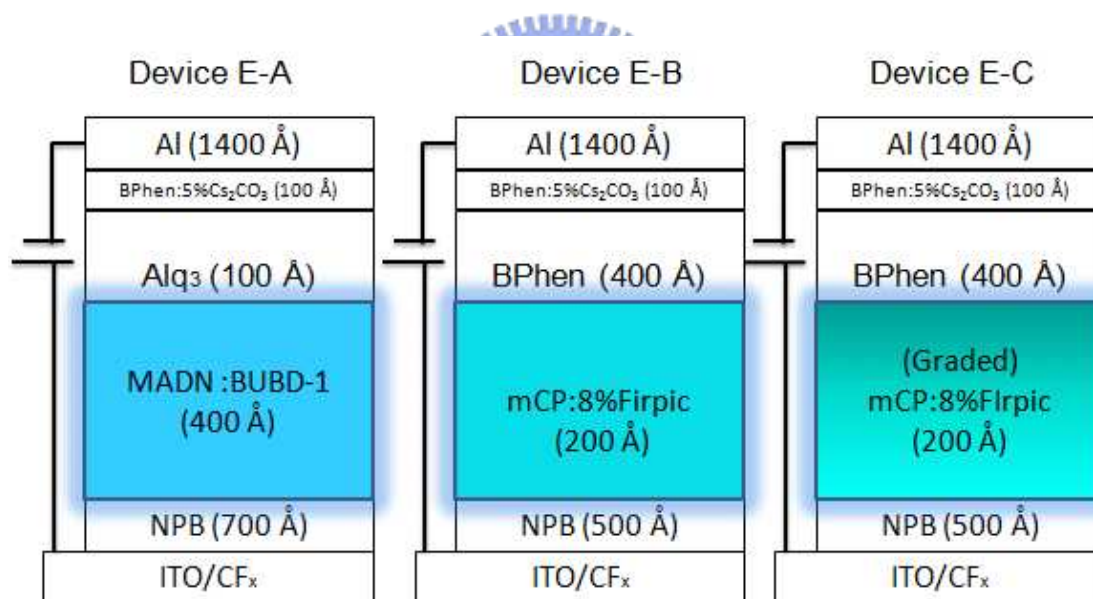 Device E-A
Al (1400 Å)
BPhen:5%Cs₂CO₃ (100 Å)
Alq₃ (100 Å)
MADN :BUBD-1
(400 Å)
NPB (700 Å)
ITO/CFₓ
Device E-B
Al (1400 Å)
BPhen:5%Cs₂CO₃ (100 Å)
BPhen (400 Å)
mCP:8%Firpic
(200 Å)
NPB (500 Å)
ITO/CFₓ
Device E-C
Al (1400 Å)
BPhen:5%Cs₂CO₃ (100 Å)
BPhen (400 Å)
(Graded)
mCP:8%FIrpic
(200 Å)
NPB (500 Å)
ITO/CFₓ